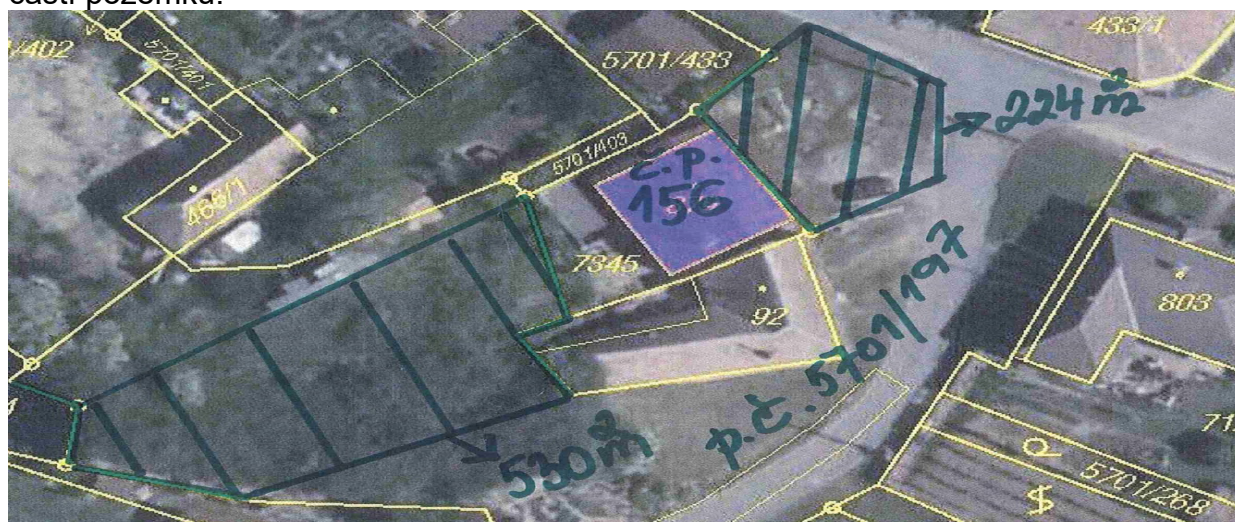 části pozemku.
1/402
5701/401
5701/433
433/1
224 m²
5701/403
č.p.
156
466/1
7345
92
803
p.č. 5701/197
530 m²
5701/268